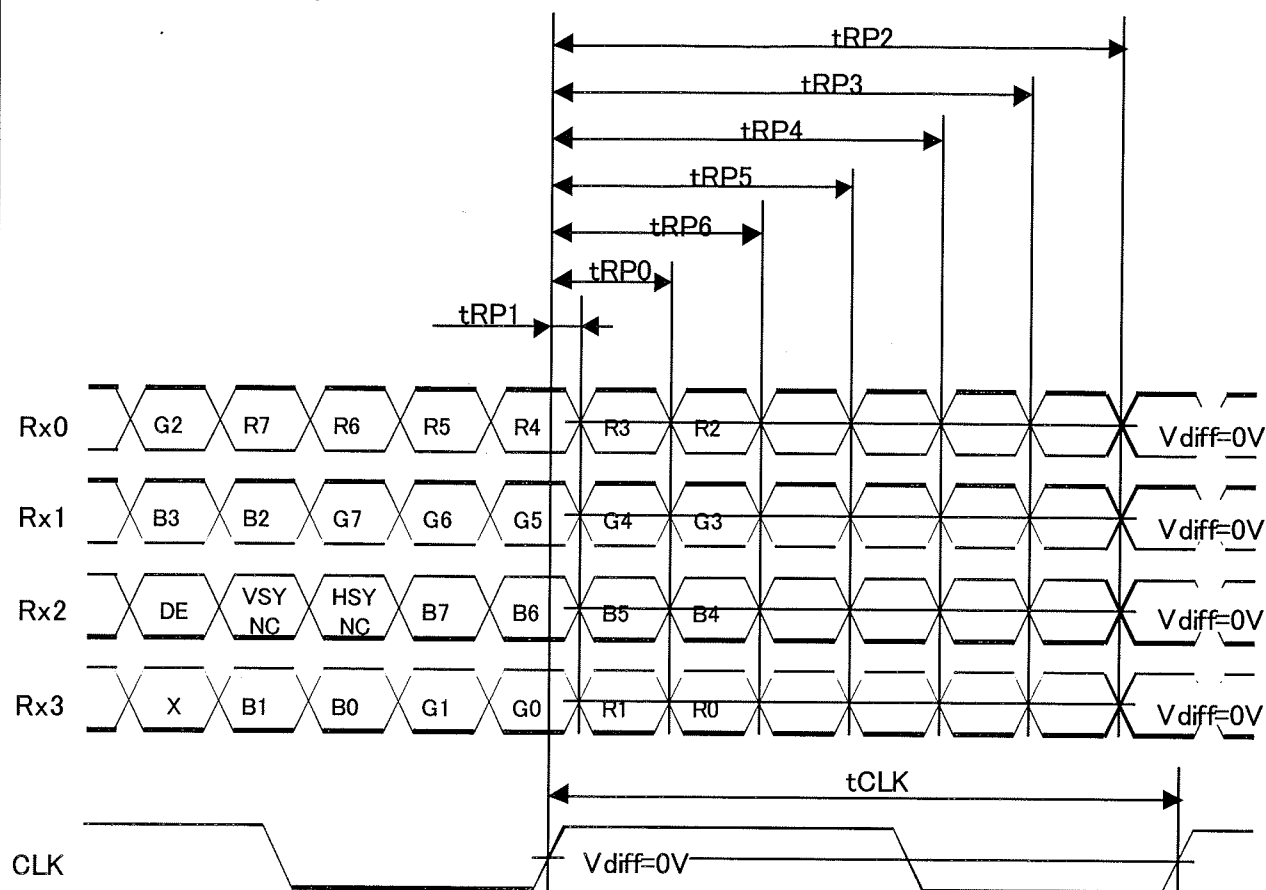 tRP2
tRP3
tRP4
tRP5
tRP6
tRP0
tRP1
Rx0 G2 R7 R6 R5 R4 R3 R2 Vdiff=0V
Rx1 B3 B2 G7 G6 G5 G4 G3 Vdiff=0V
Rx2 DE VSY NC HSY NC B7 B6 B5 B4 Vdiff=0V
Rx3 X B1 B0 G1 G0 R1 R0 Vdiff=0V
tCLK
CLK Vdiff=0V